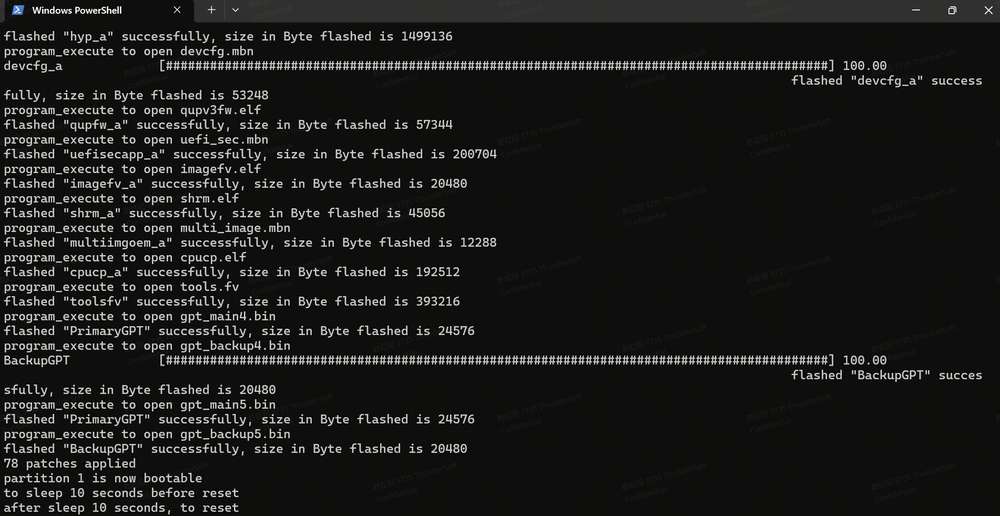 Windows PowerShell
flashed "hyp_a" successfully, size in Byte flashed is 1499136
program_execute to open devcfg.mbn
devcfg_a [##########################################################################################] 100.00
flashed "devcfg_a" success
fully, size in Byte flashed is 53248
program_execute to open qupv3fw.elf
flashed "qupfw_a" successfully, size in Byte flashed is 57344
program_execute to open uefi_sec.mbn
flashed "uefisecapp_a" successfully, size in Byte flashed is 200704
program_execute to open imagefv.elf
flashed "imagefv_a" successfully, size in Byte flashed is 20480
program_execute to open shrm.elf
flashed "shrm_a" successfully, size in Byte flashed is 45056
program_execute to open multi_image.mbn
flashed "multiimgoem_a" successfully, size in Byte flashed is 12288
program_execute to open cpucp.elf
flashed "cpucp_a" successfully, size in Byte flashed is 192512
program_execute to open tools.fv
flashed "toolsfv" successfully, size in Byte flashed is 393216
program_execute to open gpt_main4.bin
flashed "PrimaryGPT" successfully, size in Byte flashed is 24576
program_execute to open gpt_backup4.bin
BackupGPT [##########################################################################################] 100.00
flashed "BackupGPT" succes
sfully, size in Byte flashed is 20480
program_execute to open gpt_main5.bin
flashed "PrimaryGPT" successfully, size in Byte flashed is 24576
program_execute to open gpt_backup5.bin
flashed "BackupGPT" successfully, size in Byte flashed is 20480
78 patches applied
partition 1 is now bootable
to sleep 10 seconds before reset
after sleep 10 seconds, to reset